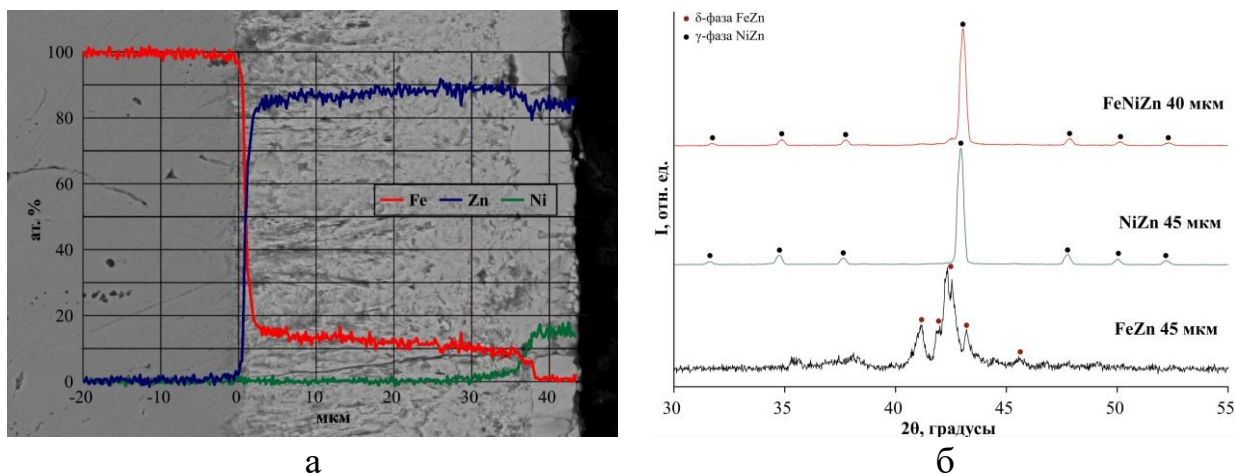 100
80
60
40
20
0
ат. %
Fe Zn Ni
-20 -10 0 10 20 30 40
мкм
а
δ-фаза FeZn
γ-фаза NiZn
FeNiZn 40 мкм
NiZn 45 мкм
FeZn 45 мкм
I, отн. ед.
30 35 40 45 50 55
2θ, градусы
б